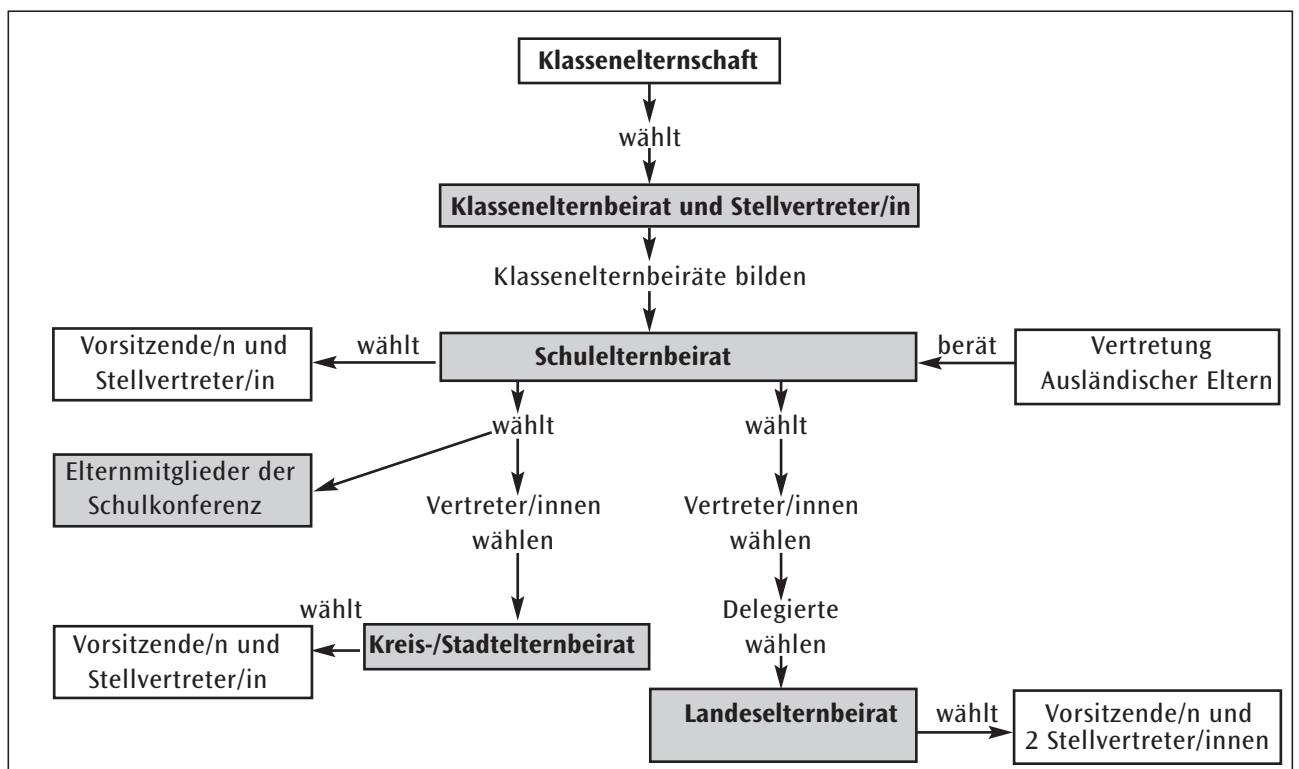 Klassenelternschaft
wählt
Klassenelternbeirat und Stellvertreter/in
Klassenelternbeiräte bilden
Vorsitzende/n und
Stellvertreter/in
wählt
Schulelternbeirat
berät
Vertretung
Ausländischer Eltern
wählt
wählt
Elternmitglieder der
Schulkonferenz
Vertreter/innen
wählen
Vertreter/innen
wählen
wählt
Vorsitzende/n und
Stellvertreter/in
Kreis-/Stadtelternbeirat
Delegierte
wählen
Landeselternbeirat
wählt
Vorsitzende/n und
2 Stellvertreter/innen